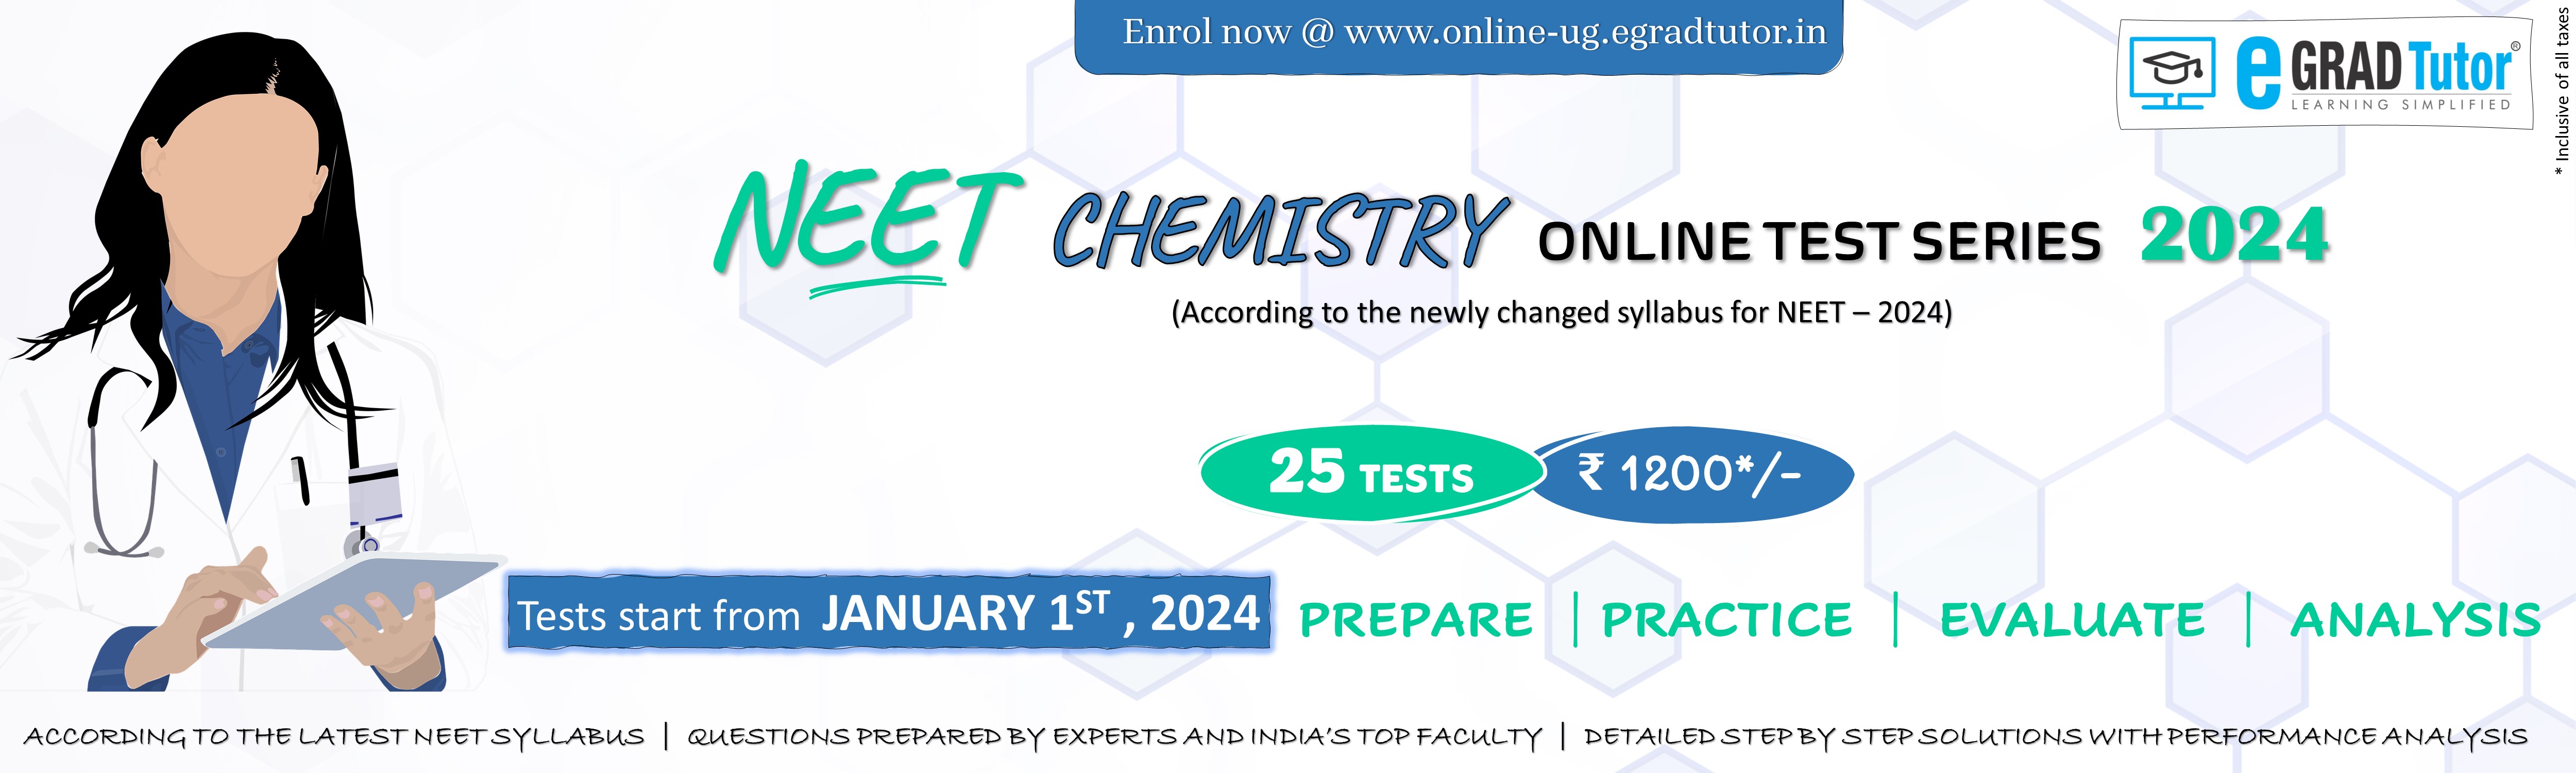 Enrol now @ www.online-ug.egradtutor.in
e GRAD Tutor®
LEARNING SIMPLIFIED
* Inclusive of all taxes
NEET CHEMISTRY ONLINE TEST SERIES 2024
(According to the newly changed syllabus for NEET – 2024)
25 TESTS ₹ 1200*/-
Tests start from JANUARY 1ST , 2024
PREPARE | PRACTICE | EVALUATE | ANALYSIS
ACCORDING TO THE LATEST NEET SYLLABUS | QUESTIONS PREPARED BY EXPERTS AND INDIA'S TOP FACULTY | DETAILED STEP BY STEP SOLUTIONS WITH PERFORMANCE ANALYSIS